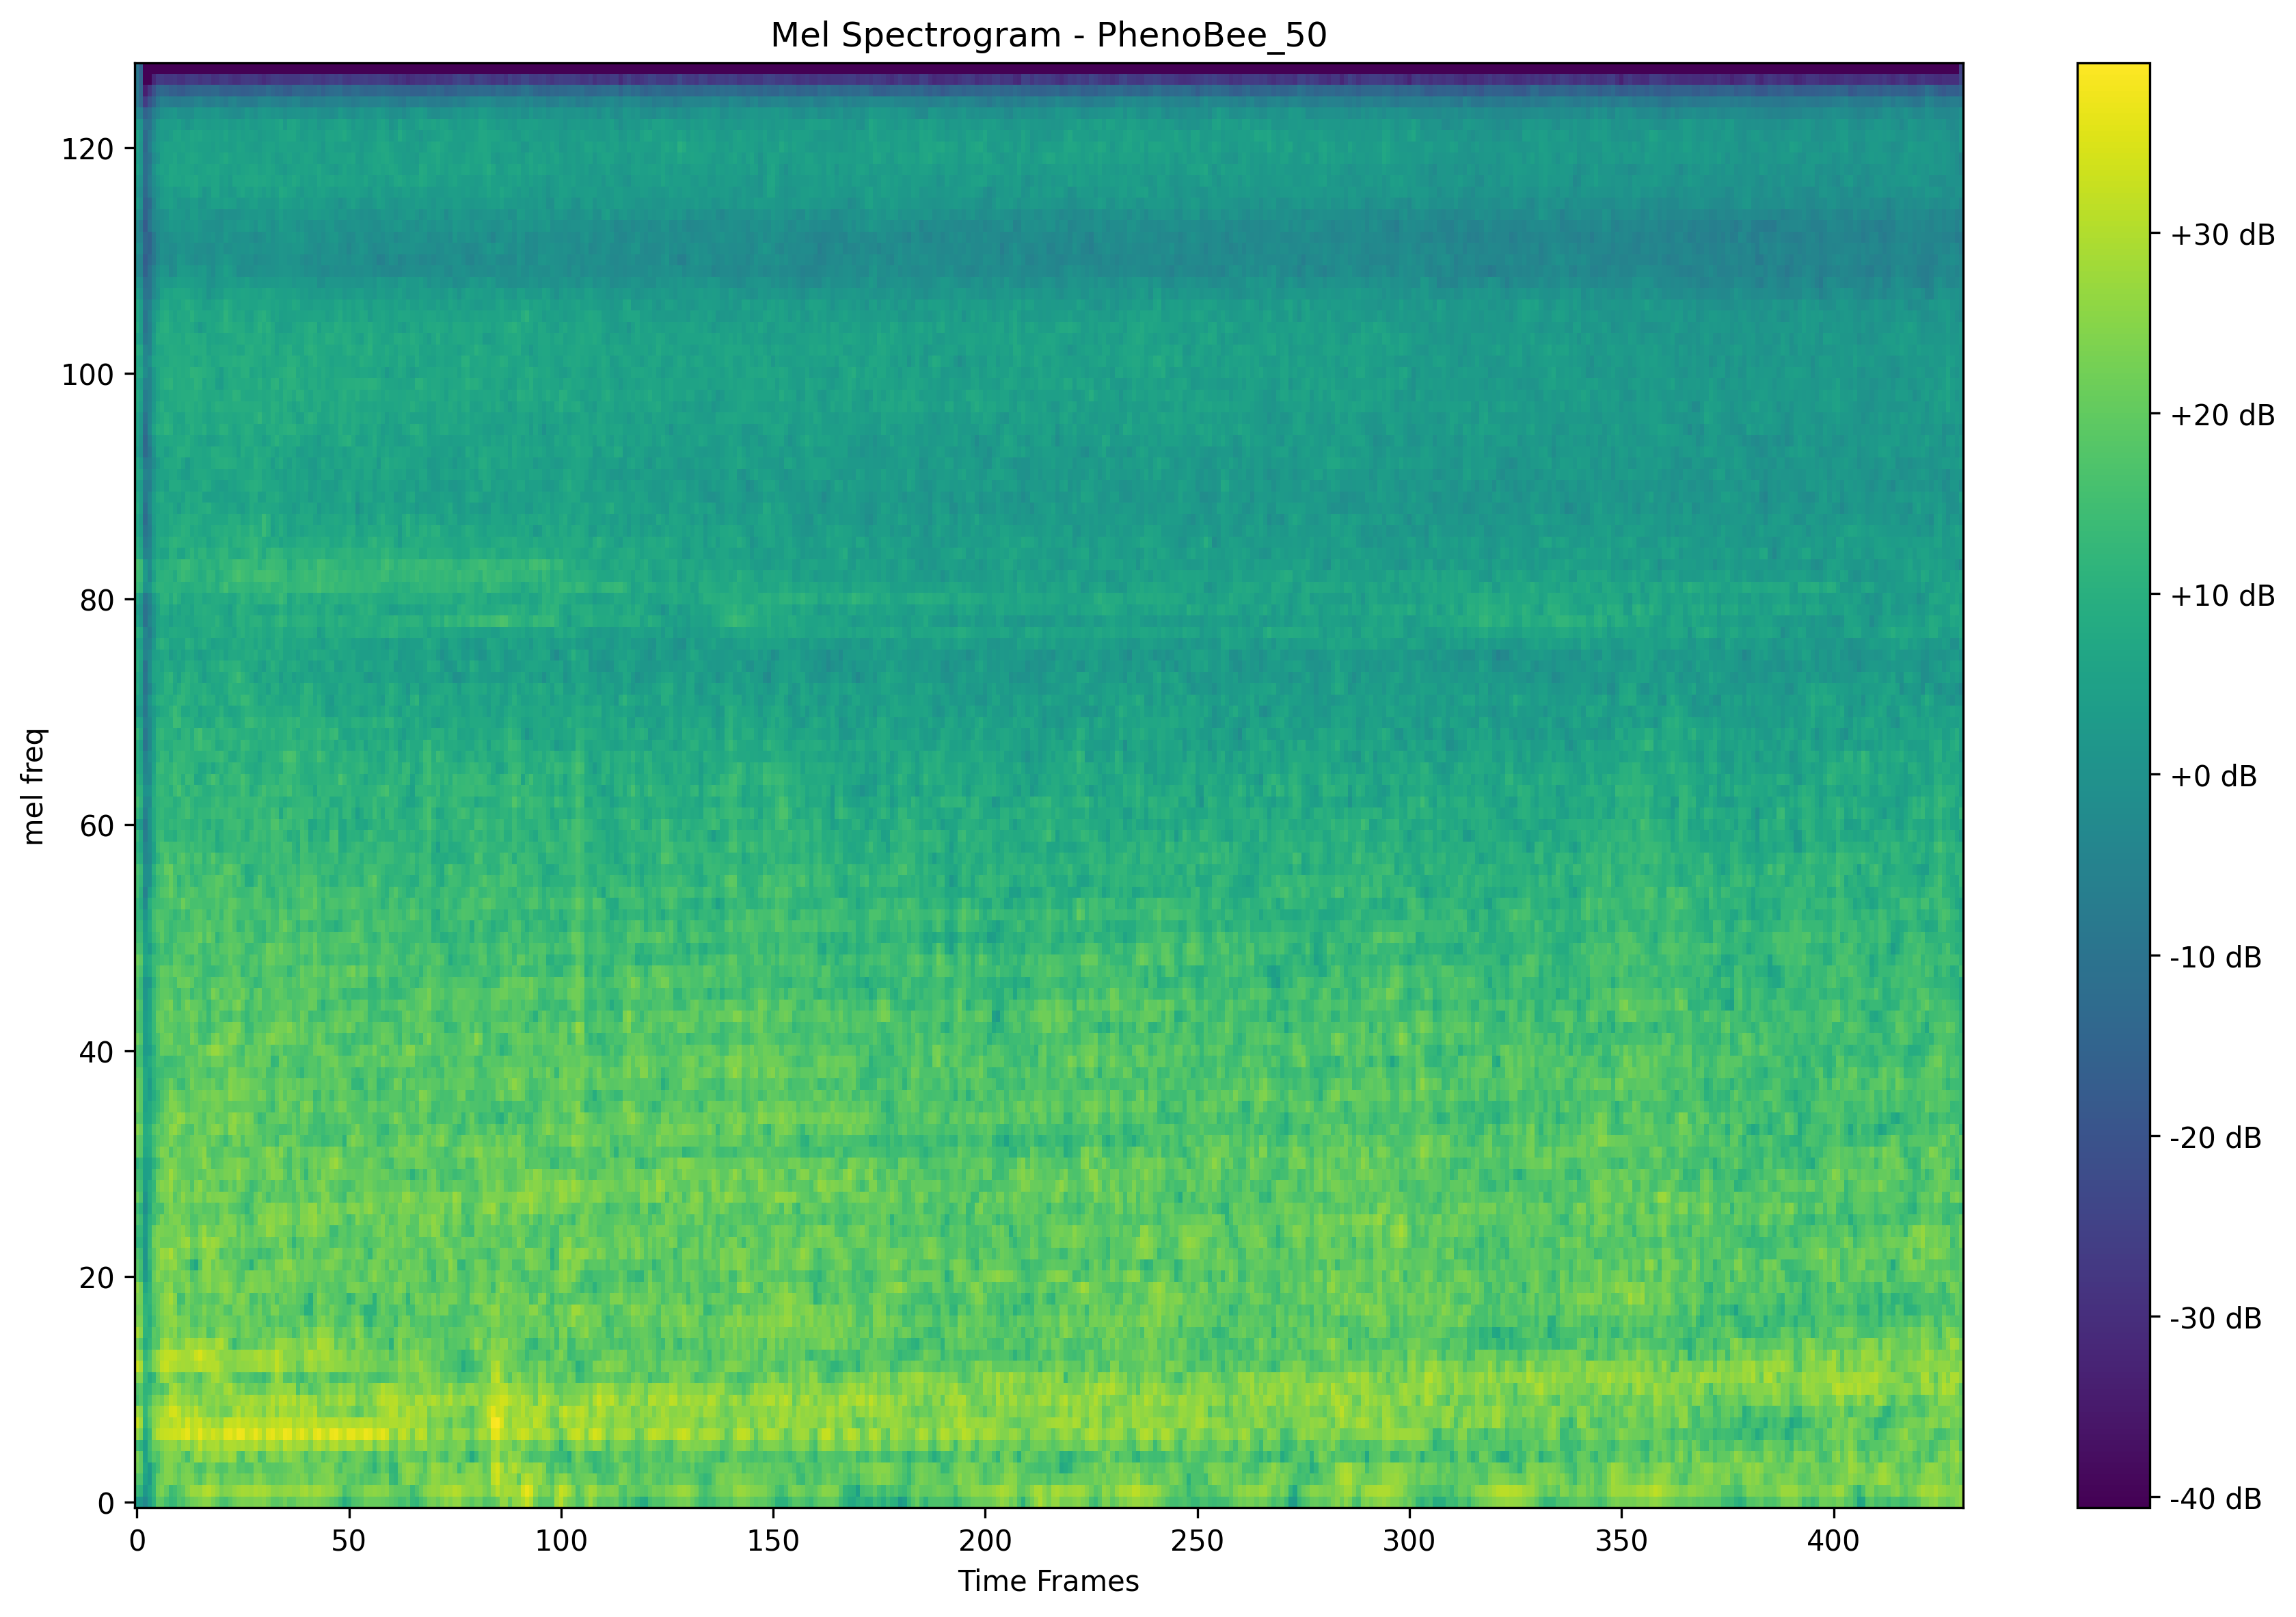 Mel Spectrogram - PhenoBee_50
mel freq
120
100
80
60
40
20
0
0 50 100 150 200 250 300 350 400
Time Frames
+30 dB
+20 dB
+10 dB
+0 dB
-10 dB
-20 dB
-30 dB
-40 dB